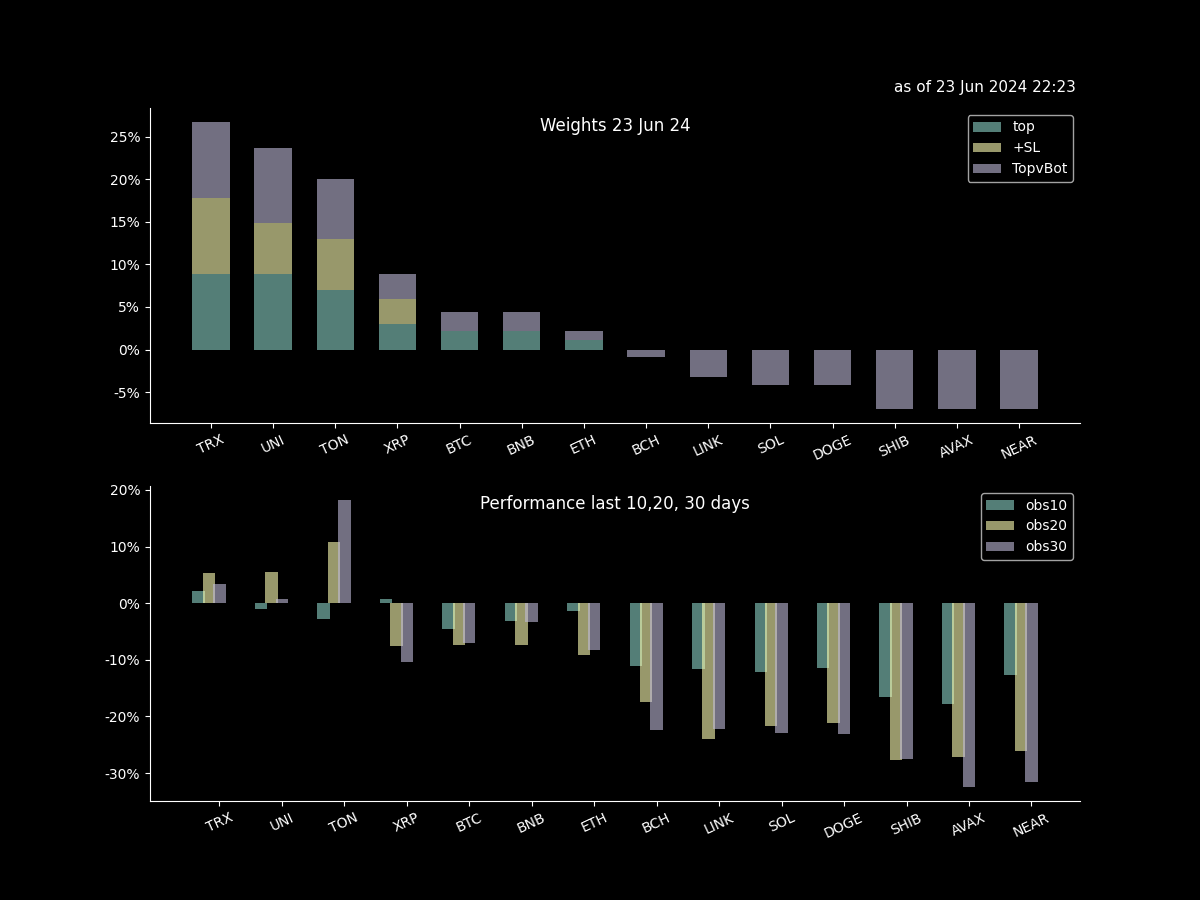 as of 23 Jun 2024 22:23
Weights 23 Jun 24
top
+SL
TopvBot
25%
20%
15%
10%
5%
0%
-5%
TRX UNI TON XRP BTC BNB ETH BCH LINK SOL DOGE SHIB AVAX NEAR
Performance last 10,20, 30 days
obs10
obs20
obs30
20%
10%
0%
-10%
-20%
-30%
TRX UNI TON XRP BTC BNB ETH BCH LINK SOL DOGE SHIB AVAX NEAR